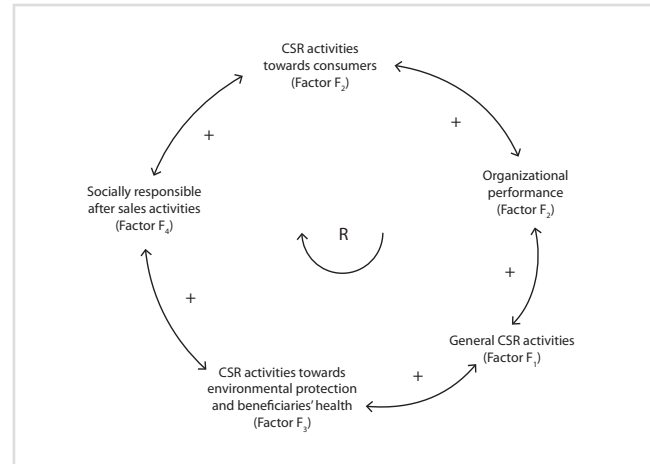 CSR activities
towards consumers
(Factor F₂)
+
+
Organizational
performance
(Factor F₂)
Socially responsible
after sales activities
(Factor F₄)
R
+
+
General CSR activities
(Factor F₁)
CSR activities towards
environmental protection
and beneficiaries’ health
(Factor F₃)
+